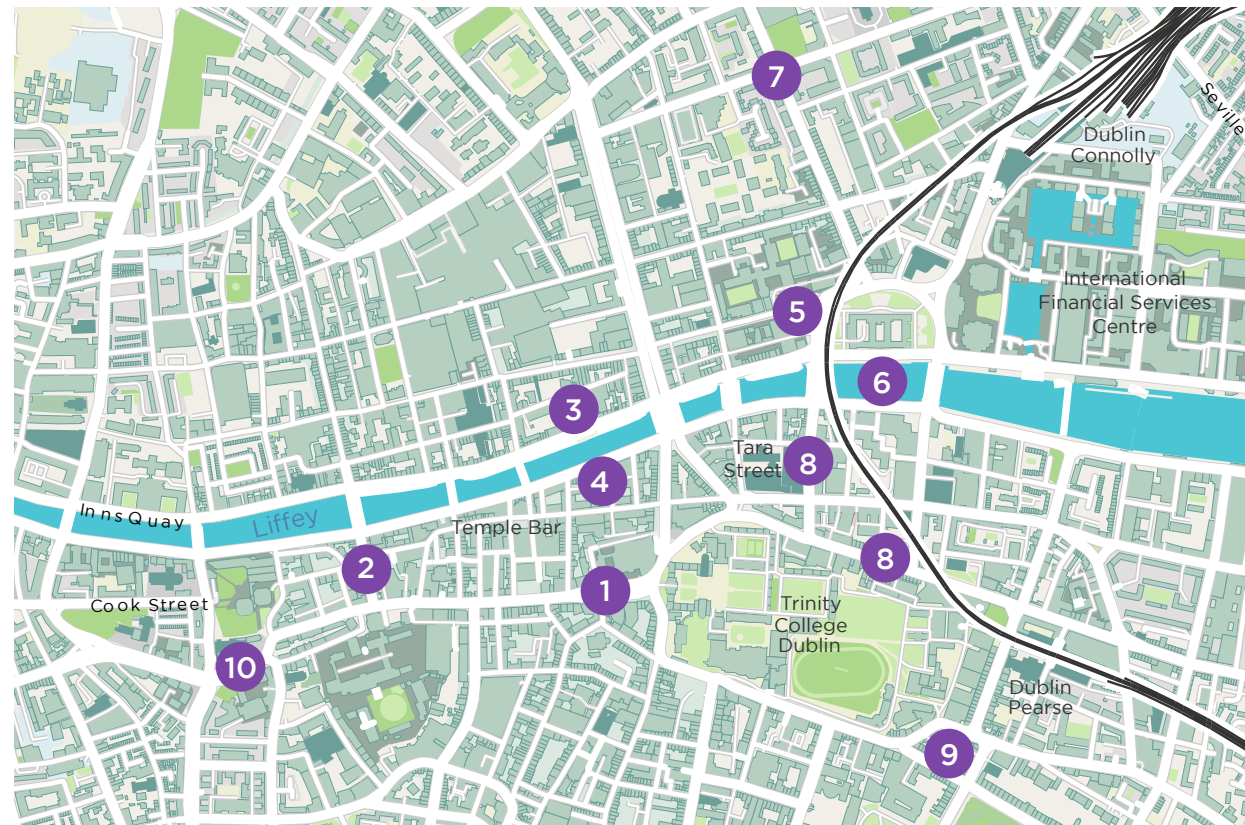 7
Seville
Dublin
Connolly
International
Financial Services
Centre
5
6
3
Tara
Street
8
4
Inns Quay
Liffey
Temple Bar
8
2
1
Cook Street
Trinity
College
Dublin
10
Dublin
Pearse
9